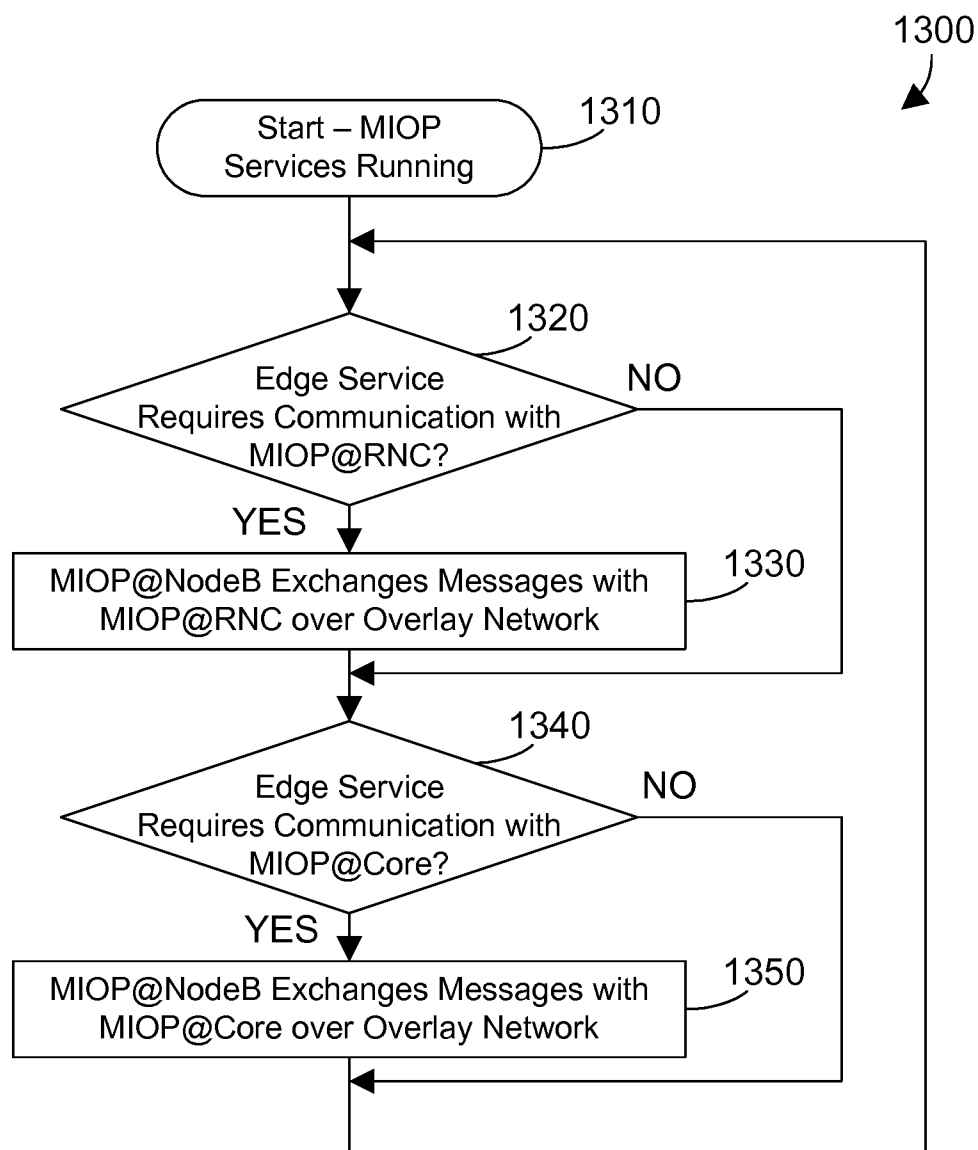 1300
Start – MIOP
Services Running
1310
1320
Edge Service
Requires Communication with
MIOP@RNC?
NO
YES
MIOP@NodeB Exchanges Messages with
MIOP@RNC over Overlay Network
1330
1340
Edge Service
Requires Communication with
MIOP@Core?
NO
YES
MIOP@NodeB Exchanges Messages with
MIOP@Core over Overlay Network
1350